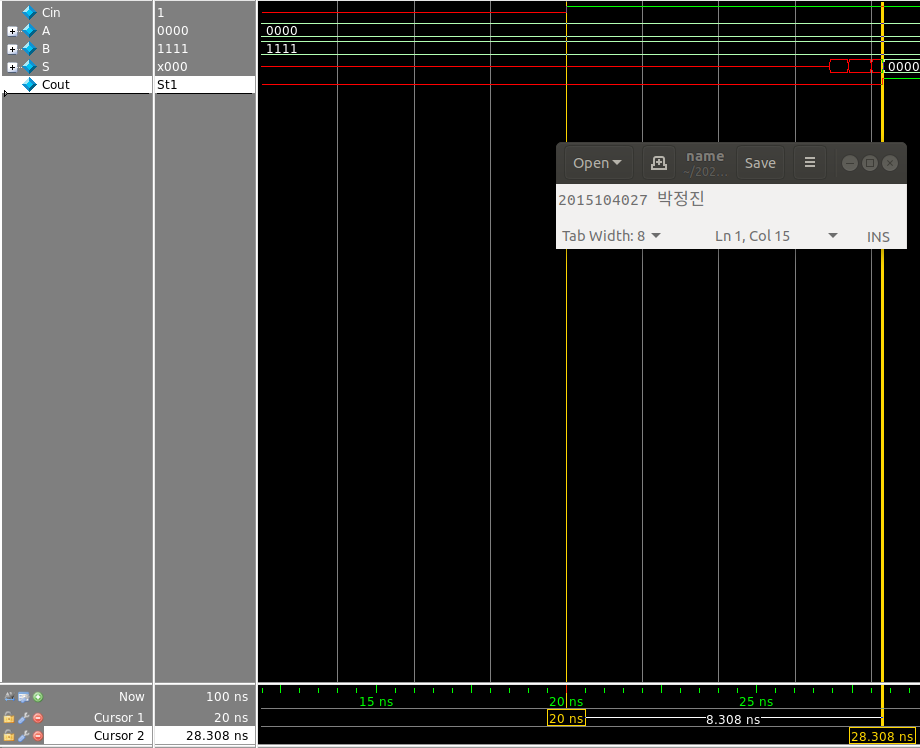 Cin 1
A 0000 0000
B 1111 1111
S x000 0000
Cout St1
Open name Save
~/202...
2015104027 박정진
Tab Width: 8 Ln 1, Col 15 INS
Now 100 ns 15 ns 20 ns 25 ns
Cursor 1 20 ns 20 ns 8.308 ns
Cursor 2 28.308 ns 28.308 ns